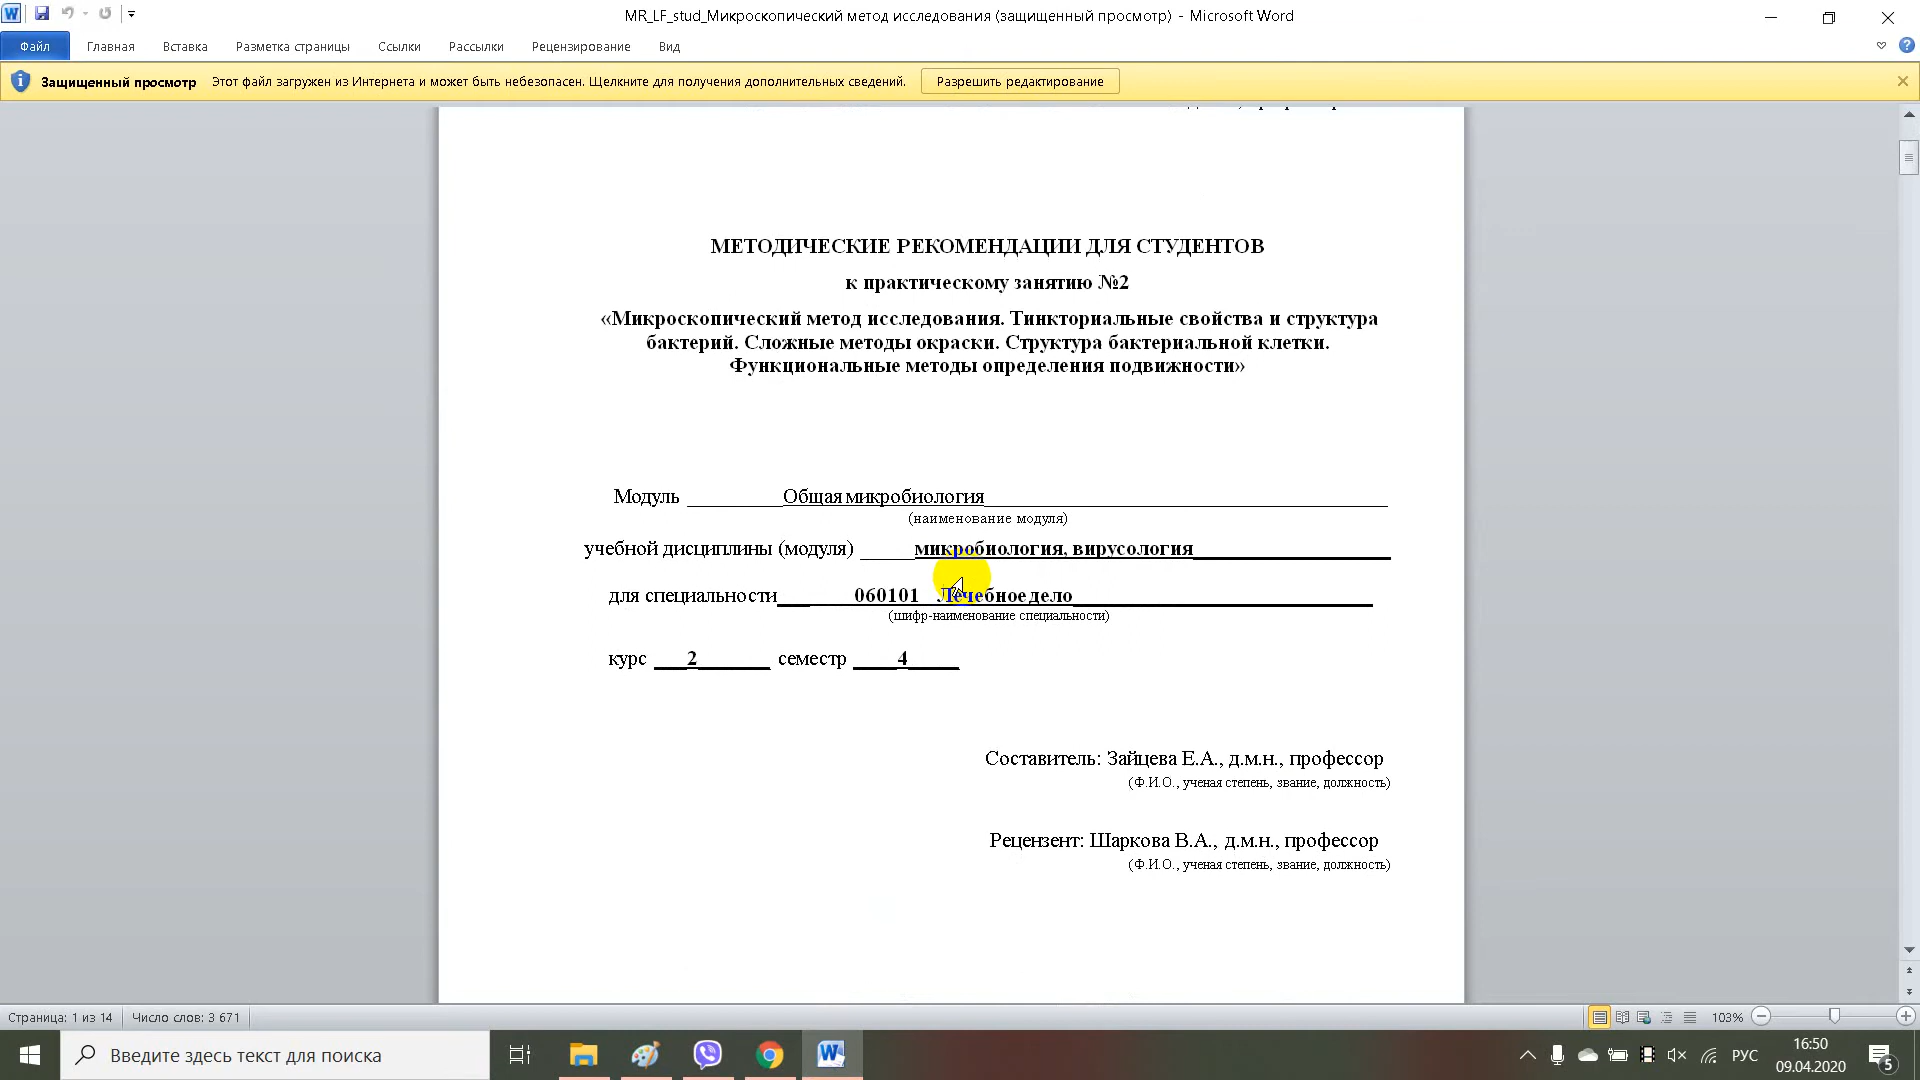 MR_LF_stud_Микроскопический метод исследования (защищенный просмотр) - Microsoft Word
Файл Главная Вставка Разметка страницы Ссылки Рассылки Рецензирование Вид
Защищенный просмотр Этот файл загружен из Интернета и может быть небезопасен. Щелкните для получения дополнительных сведений. Разрешить редактирование
МЕТОДИЧЕСКИЕ РЕКОМЕНДАЦИИ ДЛЯ СТУДЕНТОВ
к практическому занятию №2
«Микроскопический метод исследования. Тинкториальные свойства и структура
бактерий. Сложные методы окраски. Структура бактериальной клетки.
Функциональные методы определения подвижности»
Модуль Общая микробиология
(наименование модуля)
учебной дисциплины (модуля) микробиология, вирусология
для специальности 060101 Лечебное дело
(шифр-наименование специальности)
курс 2 семестр 4
Составитель: Зайцева Е.А., д.м.н., профессор
(Ф.И.О., ученая степень, звание, должность)
Рецензент: Шаркова В.А., д.м.н., профессор
(Ф.И.О., ученая степень, звание, должность)
Страница: 1 из 14 Число слов: 3 671 103%
Введите здесь текст для поиска РУС 16:50
09.04.2020 5